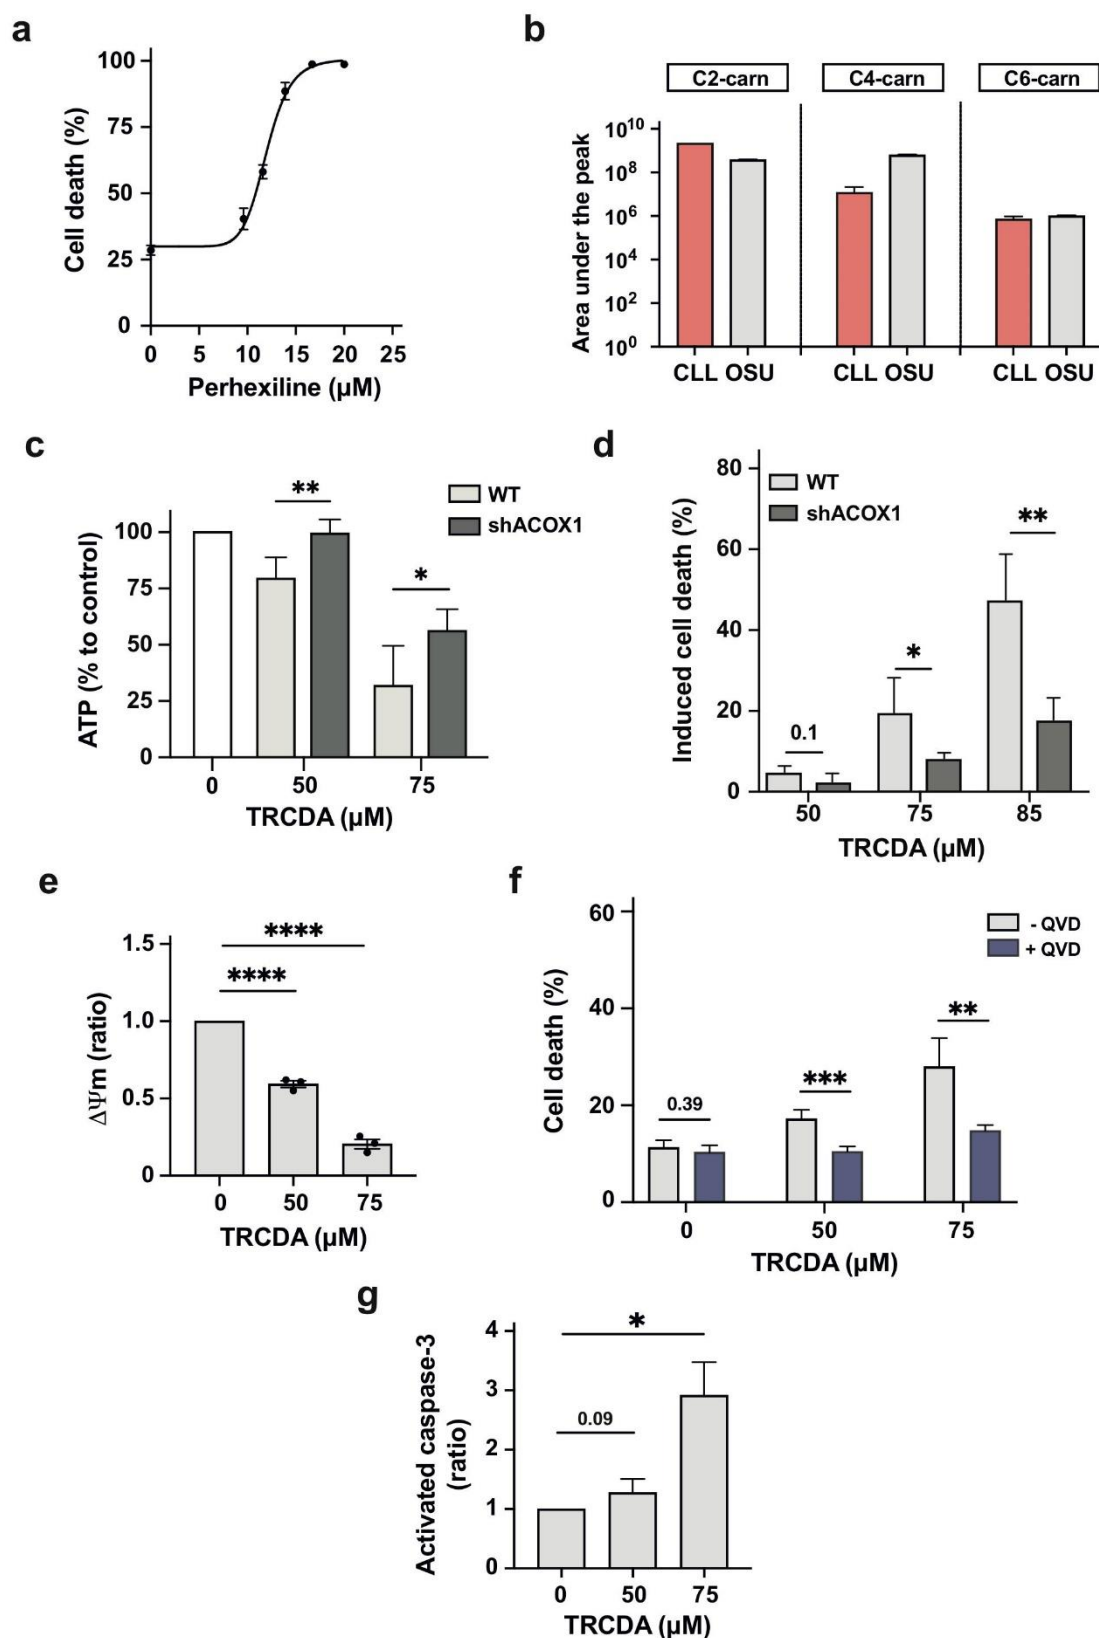 a
Cell death (%)
100
75
50
25
0
0 5 10 15 20 25
Perhexiline (µM)
b
C2-carn C4-carn C6-carn
Area under the peak
10¹⁰
10⁸
10⁶
10⁴
10²
10⁰
CLL OSU CLL OSU CLL OSU
c
WT
shACOX1
ATP (% to control)
100
75
50
25
0
**
*
0 50 75
TRCDA (µM)
d
WT
shACOX1
Induced cell death (%)
80
60
40
20
0
0.1
*
**
50 75 85
TRCDA (µM)
e
ΔΨm (ratio)
1.5
1.0
0.5
0
****
****
0 50 75
TRCDA (µM)
f
- QVD
+ QVD
Cell death (%)
60
40
20
0
0.39
***
**
0 50 75
TRCDA (µM)
g
Activated caspase-3
(ratio)
4
3
2
1
0
*
0.09
0 50 75
TRCDA (µM)